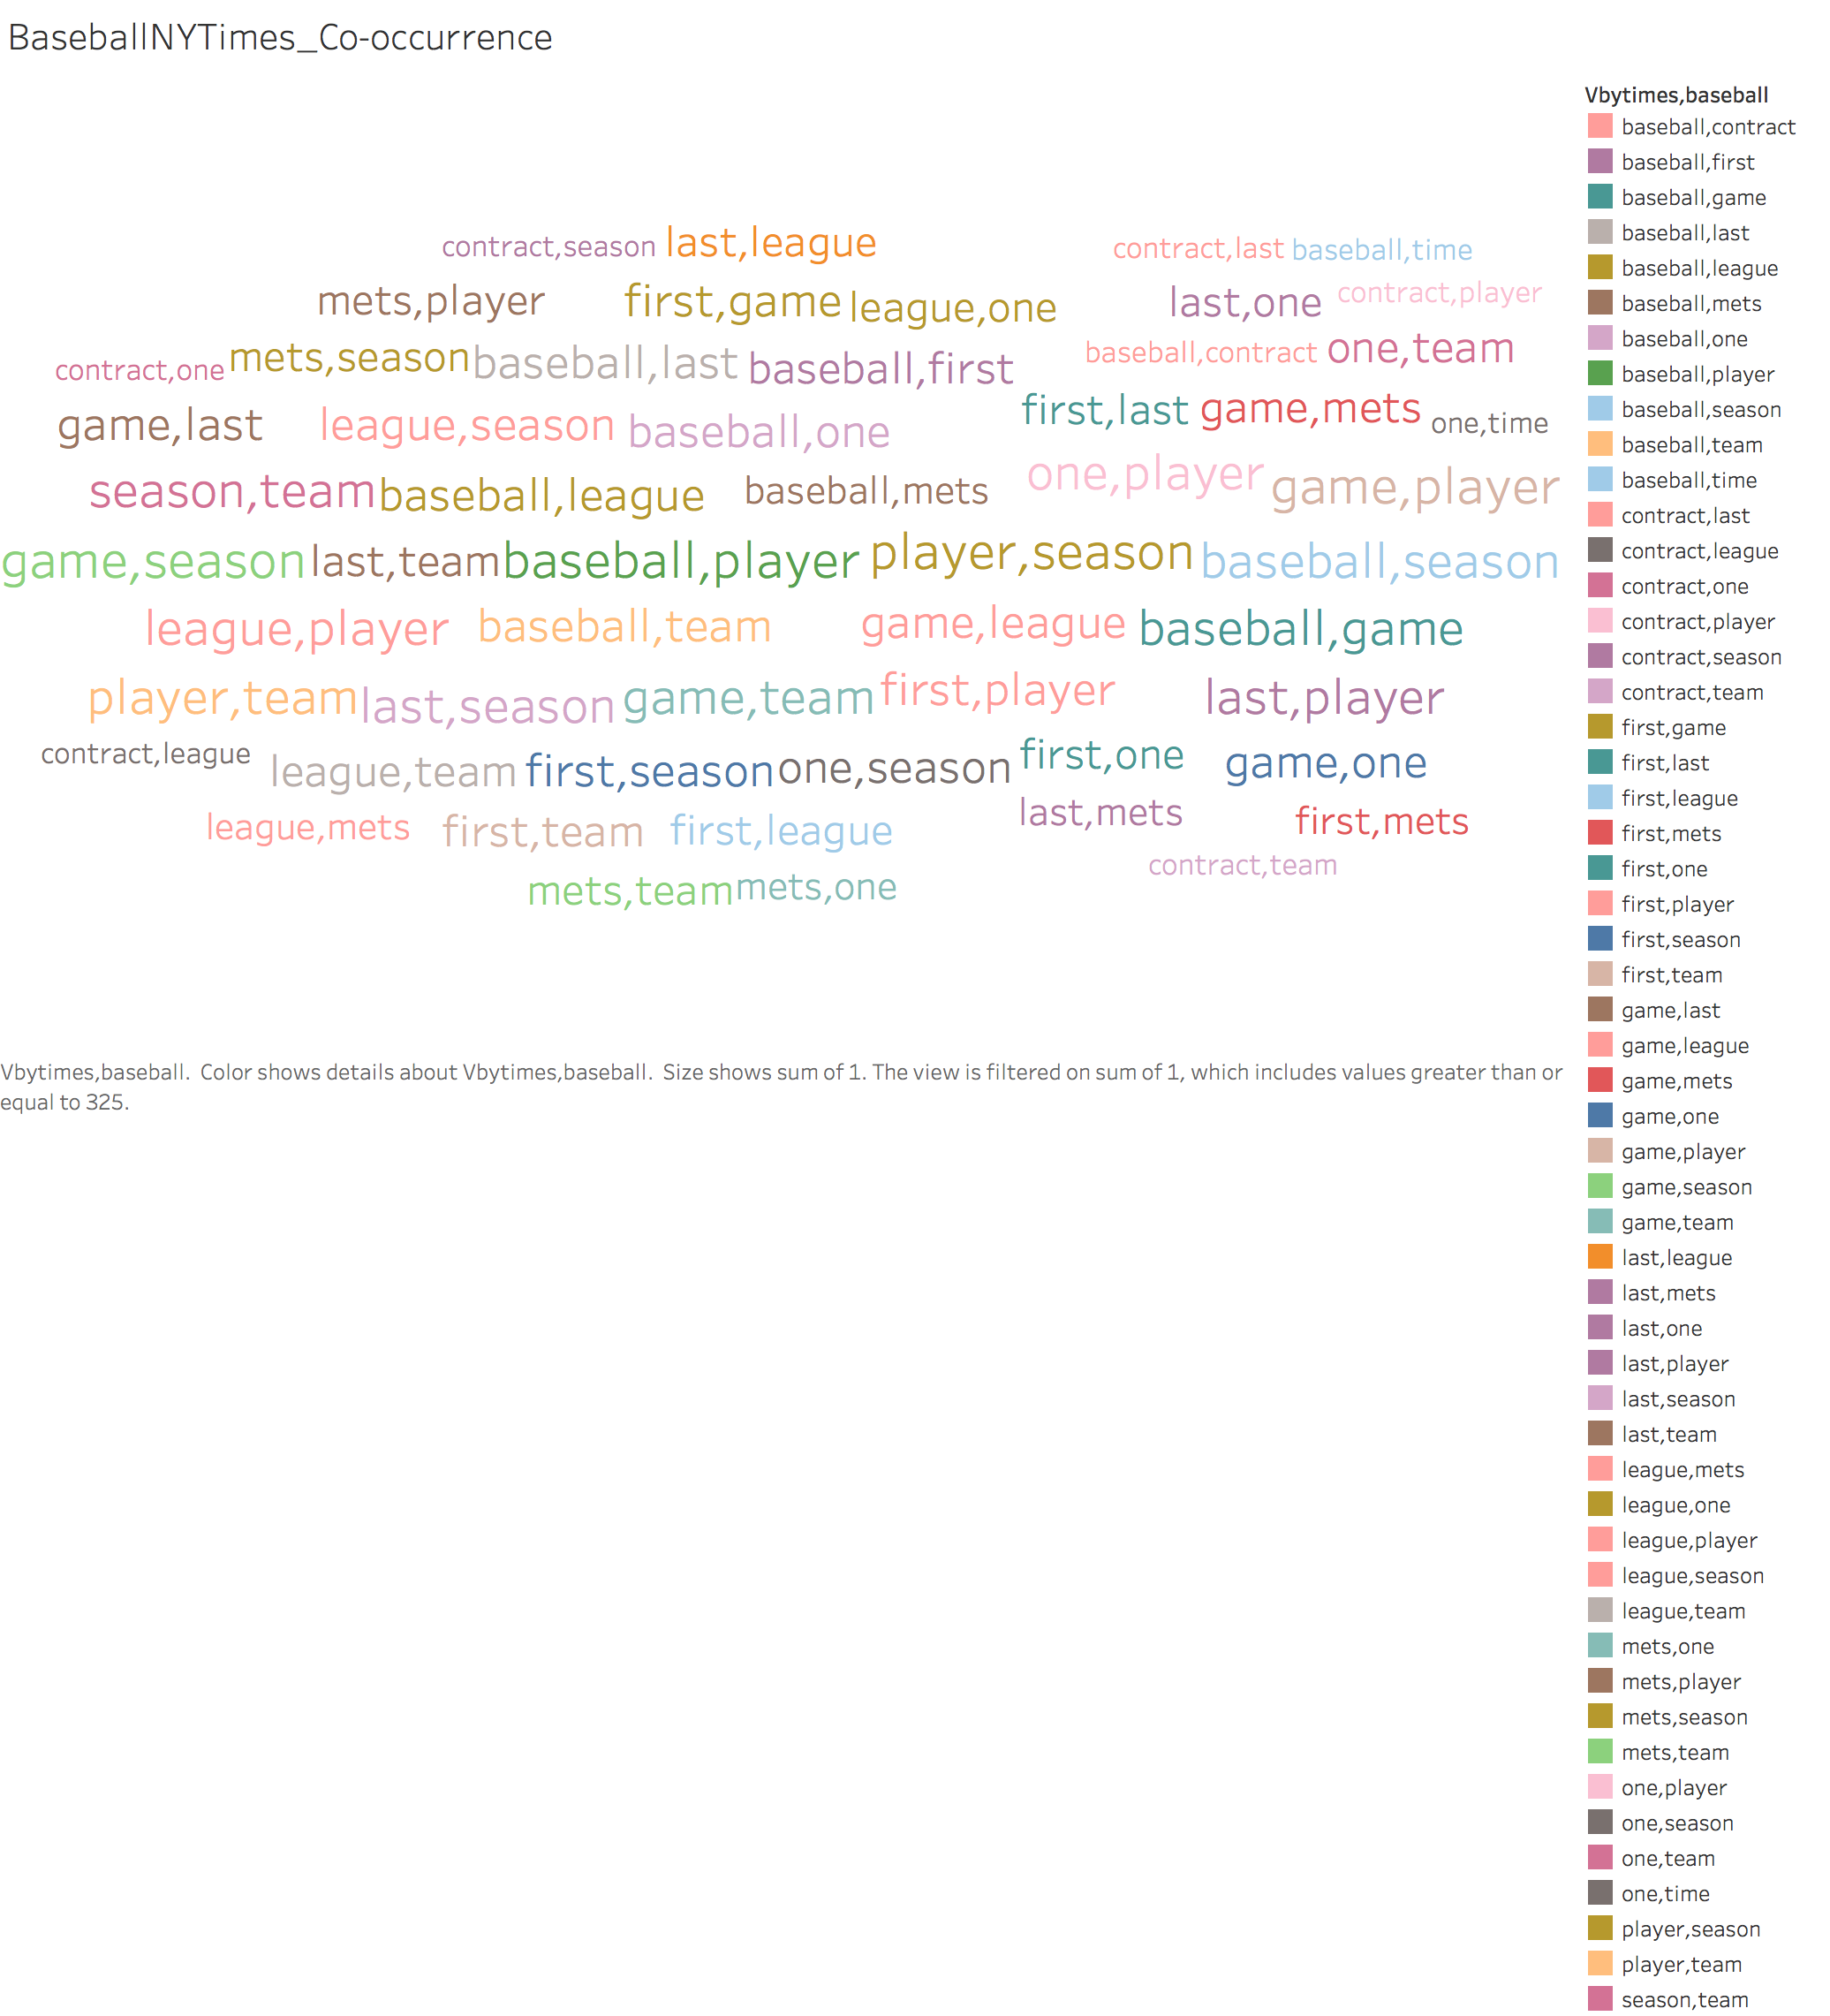 BaseballNYTimes_Co-occurrence
contract,season last,league contract,last baseball,time
mets,player first,game league,one last,one contract,player
contract,one mets,season baseball,last baseball,first baseball,contract one,team
game,last league,season baseball,one first,last game,mets one,time
season,team baseball,league baseball,mets one,player game,player
game,season last,team baseball,player player,season baseball,season
league,player baseball,team game,league baseball,game
player,team last,season game,team first,player last,player
contract,league league,team first,season one,season first,one game,one
league,mets first,team first,league last,mets first,mets
contract,team
mets,team mets,one
Vbytimes,baseball. Color shows details about Vbytimes,baseball. Size shows sum of 1. The view is filtered on sum of 1, which includes values greater than or
equal to 325.
Vbytimes,baseball
baseball,contract
baseball,first
baseball,game
baseball,last
baseball,league
baseball,mets
baseball,one
baseball,player
baseball,season
baseball,team
baseball,time
contract,last
contract,league
contract,one
contract,player
contract,season
contract,team
first,game
first,last
first,league
first,mets
first,one
first,player
first,season
first,team
game,last
game,league
game,mets
game,one
game,player
game,season
game,team
last,league
last,mets
last,one
last,player
last,season
last,team
league,mets
league,one
league,player
league,season
league,team
mets,one
mets,player
mets,season
mets,team
one,player
one,season
one,team
one,time
player,season
player,team
season,team